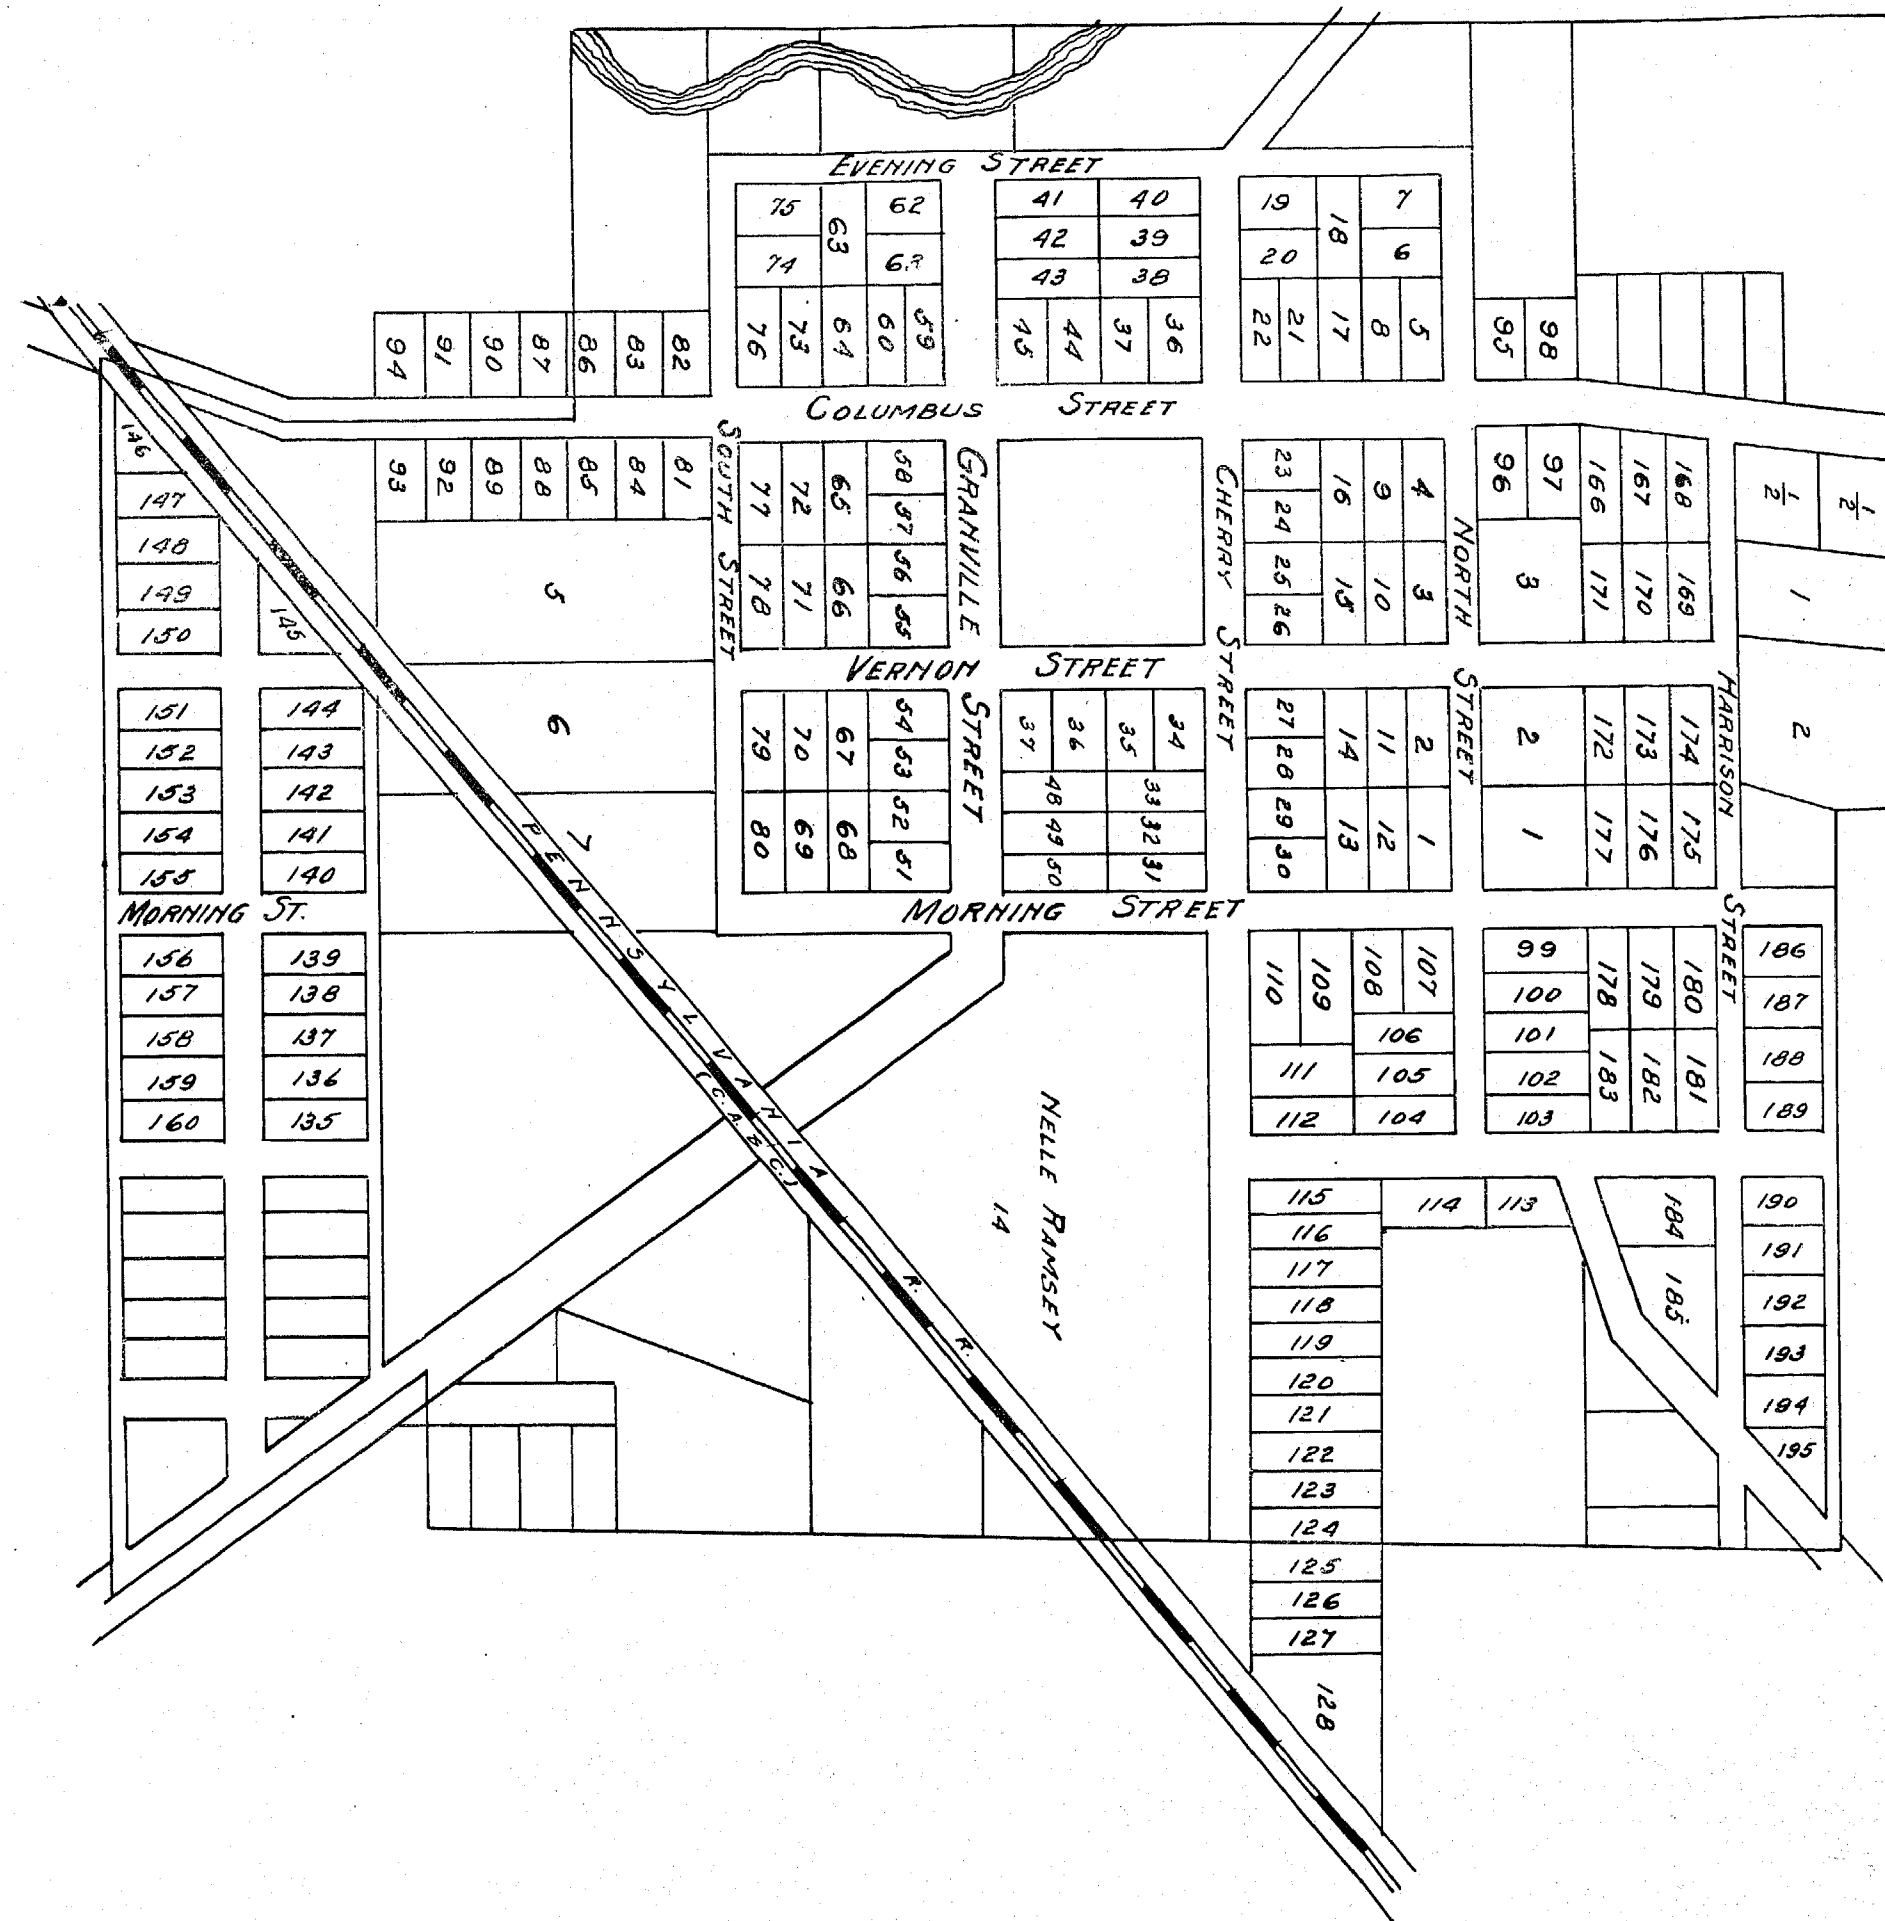 EVENING STREET
75 63 62
74
41 40
42 39
43 38
19 18 7
20 6
76 73 64 60 59
45 44 37 36
22 21 17 8 5
95 98
94 91 90 87 86 83 82
COLUMBUS STREET
146
147
148
149
150
145
93 92 89 88 85 84 81
SOUTH STREET
77 72 65 58 57
78 71 66 56 55
GRANVILLE STREET
CHERRY STREET
23 24 25 26
16 9 4
15 10 3
NORTH STREET
96 97
3
166 167 168
171 170 169
HARRISON STREET
1/2 1/2
1
2
5
6
7
VERNON STREET
151 144
152 143
153 142
154 141
155 140
79 70 67 54 53
80 69 68 52 51
37 36 35 34
48 33
49 32
50 31
27 28 29 30
14 11 2
13 12 1
2
1
172 173 174
177 176 175
MORNING ST.
MORNING STREET
156 139
157 138
158 137
159 136
160 135
PENNSYLVANIA R. R.
(C. A. & C.)
NELLE RAMSEY
14
110 109 108 107
106
111 105
112 104
99
100
101
102
103
178 179 180
183 182 181
186
187
188
189
115
116
117
118
119
120
121
122
123
124
125
126
127
128
114 113
184
185
190
191
192
193
194
195